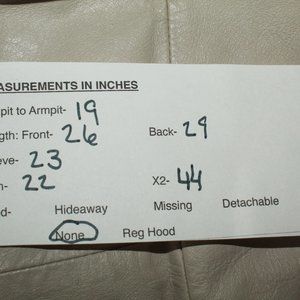 ASUREMENTS IN INCHES
pit to Armpit- 19
gth: Front- 26 Back- 29
eve- 23
n- 22 X2- 44
d- Hideaway Missing Detachable
None Reg Hood